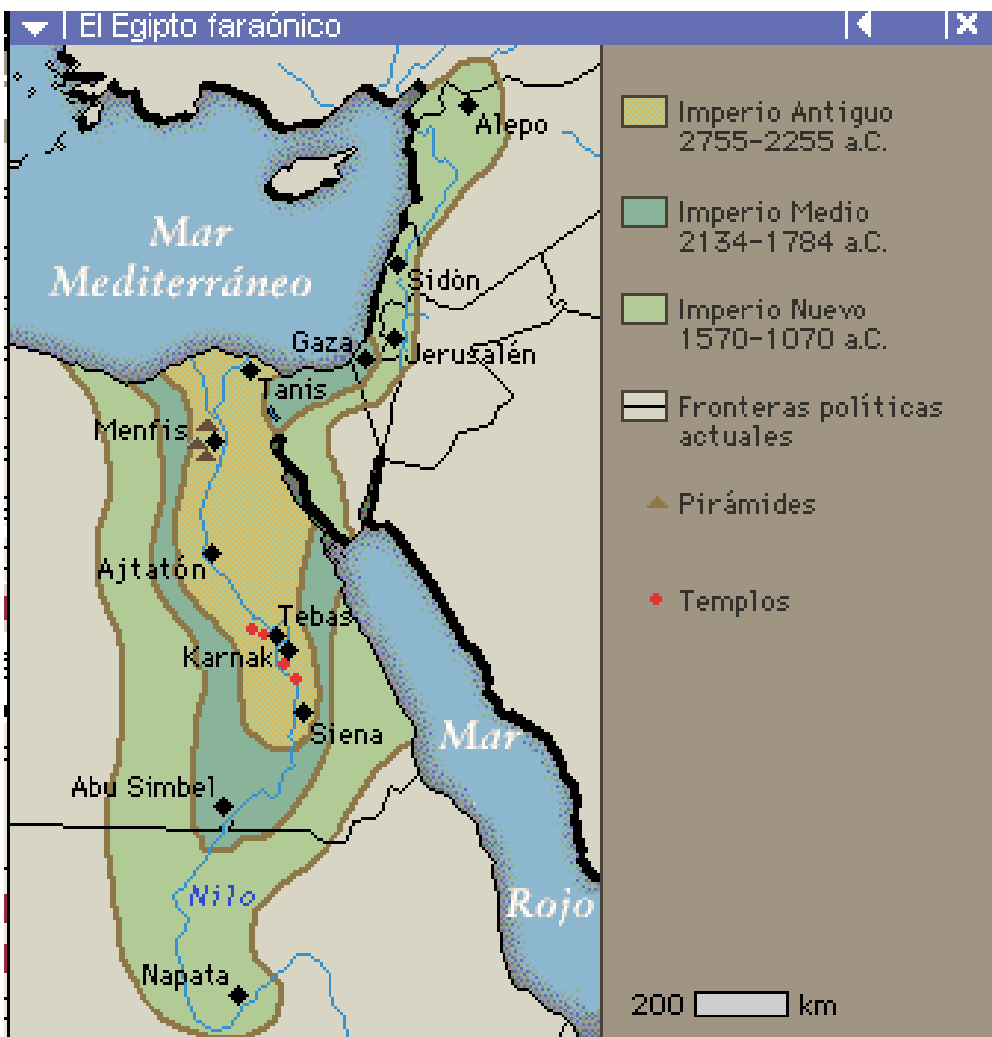 El Egipto faraónico
Imperio Antiguo
2755-2255 a.C.
Imperio Medio
2134-1784 a.C.
Imperio Nuevo
1570-1070 a.C.
Fronteras políticas
actuales
Pirámides
Templos
200 km
Alepo
Mar
Mediterráneo
Sidón
Gaza
Jerusalén
Tanis
Menfis
Ajtatón
Tebas
Karnak
Siena
Mar
Rojo
Abu Simbel
Nilo
Napata